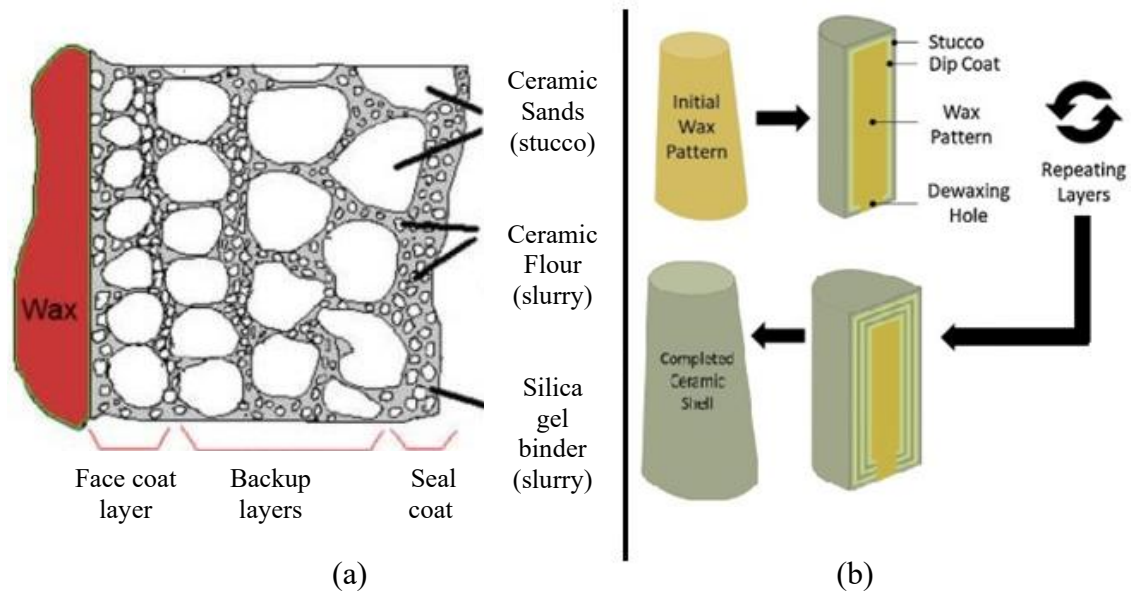 Ceramic
Sands
(stucco)
Ceramic
Flour
(slurry)
Silica
gel
binder
(slurry)
Wax
Face coat
layer
Backup
layers
Seal
coat
(a)
Initial
Wax
Pattern
Stucco
Dip Coat
Wax
Pattern
Dewaxing
Hole
Repeating
Layers
Completed
Ceramic
Shell
(b)